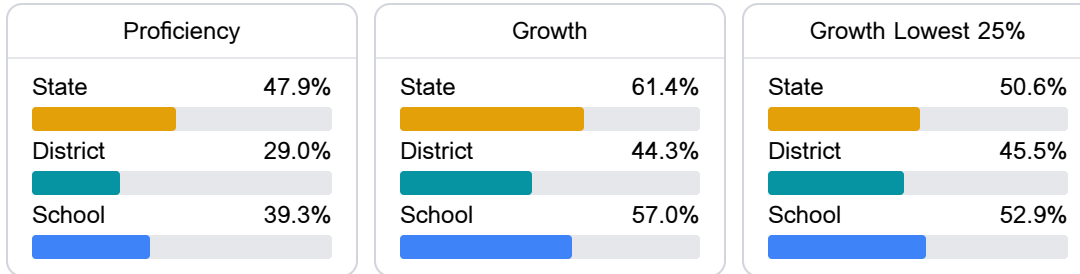 Proficiency
State 47.9%
District 29.0%
School 39.3%
Growth
State 61.4%
District 44.3%
School 57.0%
Growth Lowest 25%
State 50.6%
District 45.5%
School 52.9%